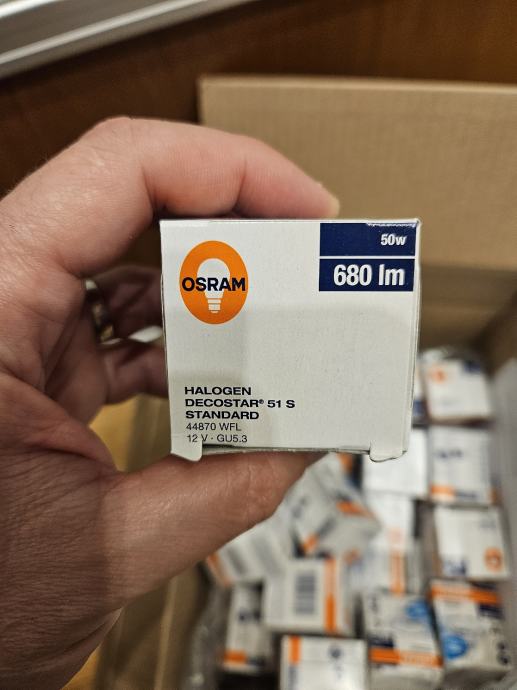 50w
680 lm
OSRAM
HALOGEN
DECOSTAR® 51 S
STANDARD
44870 WFL
12 V · GU5.3